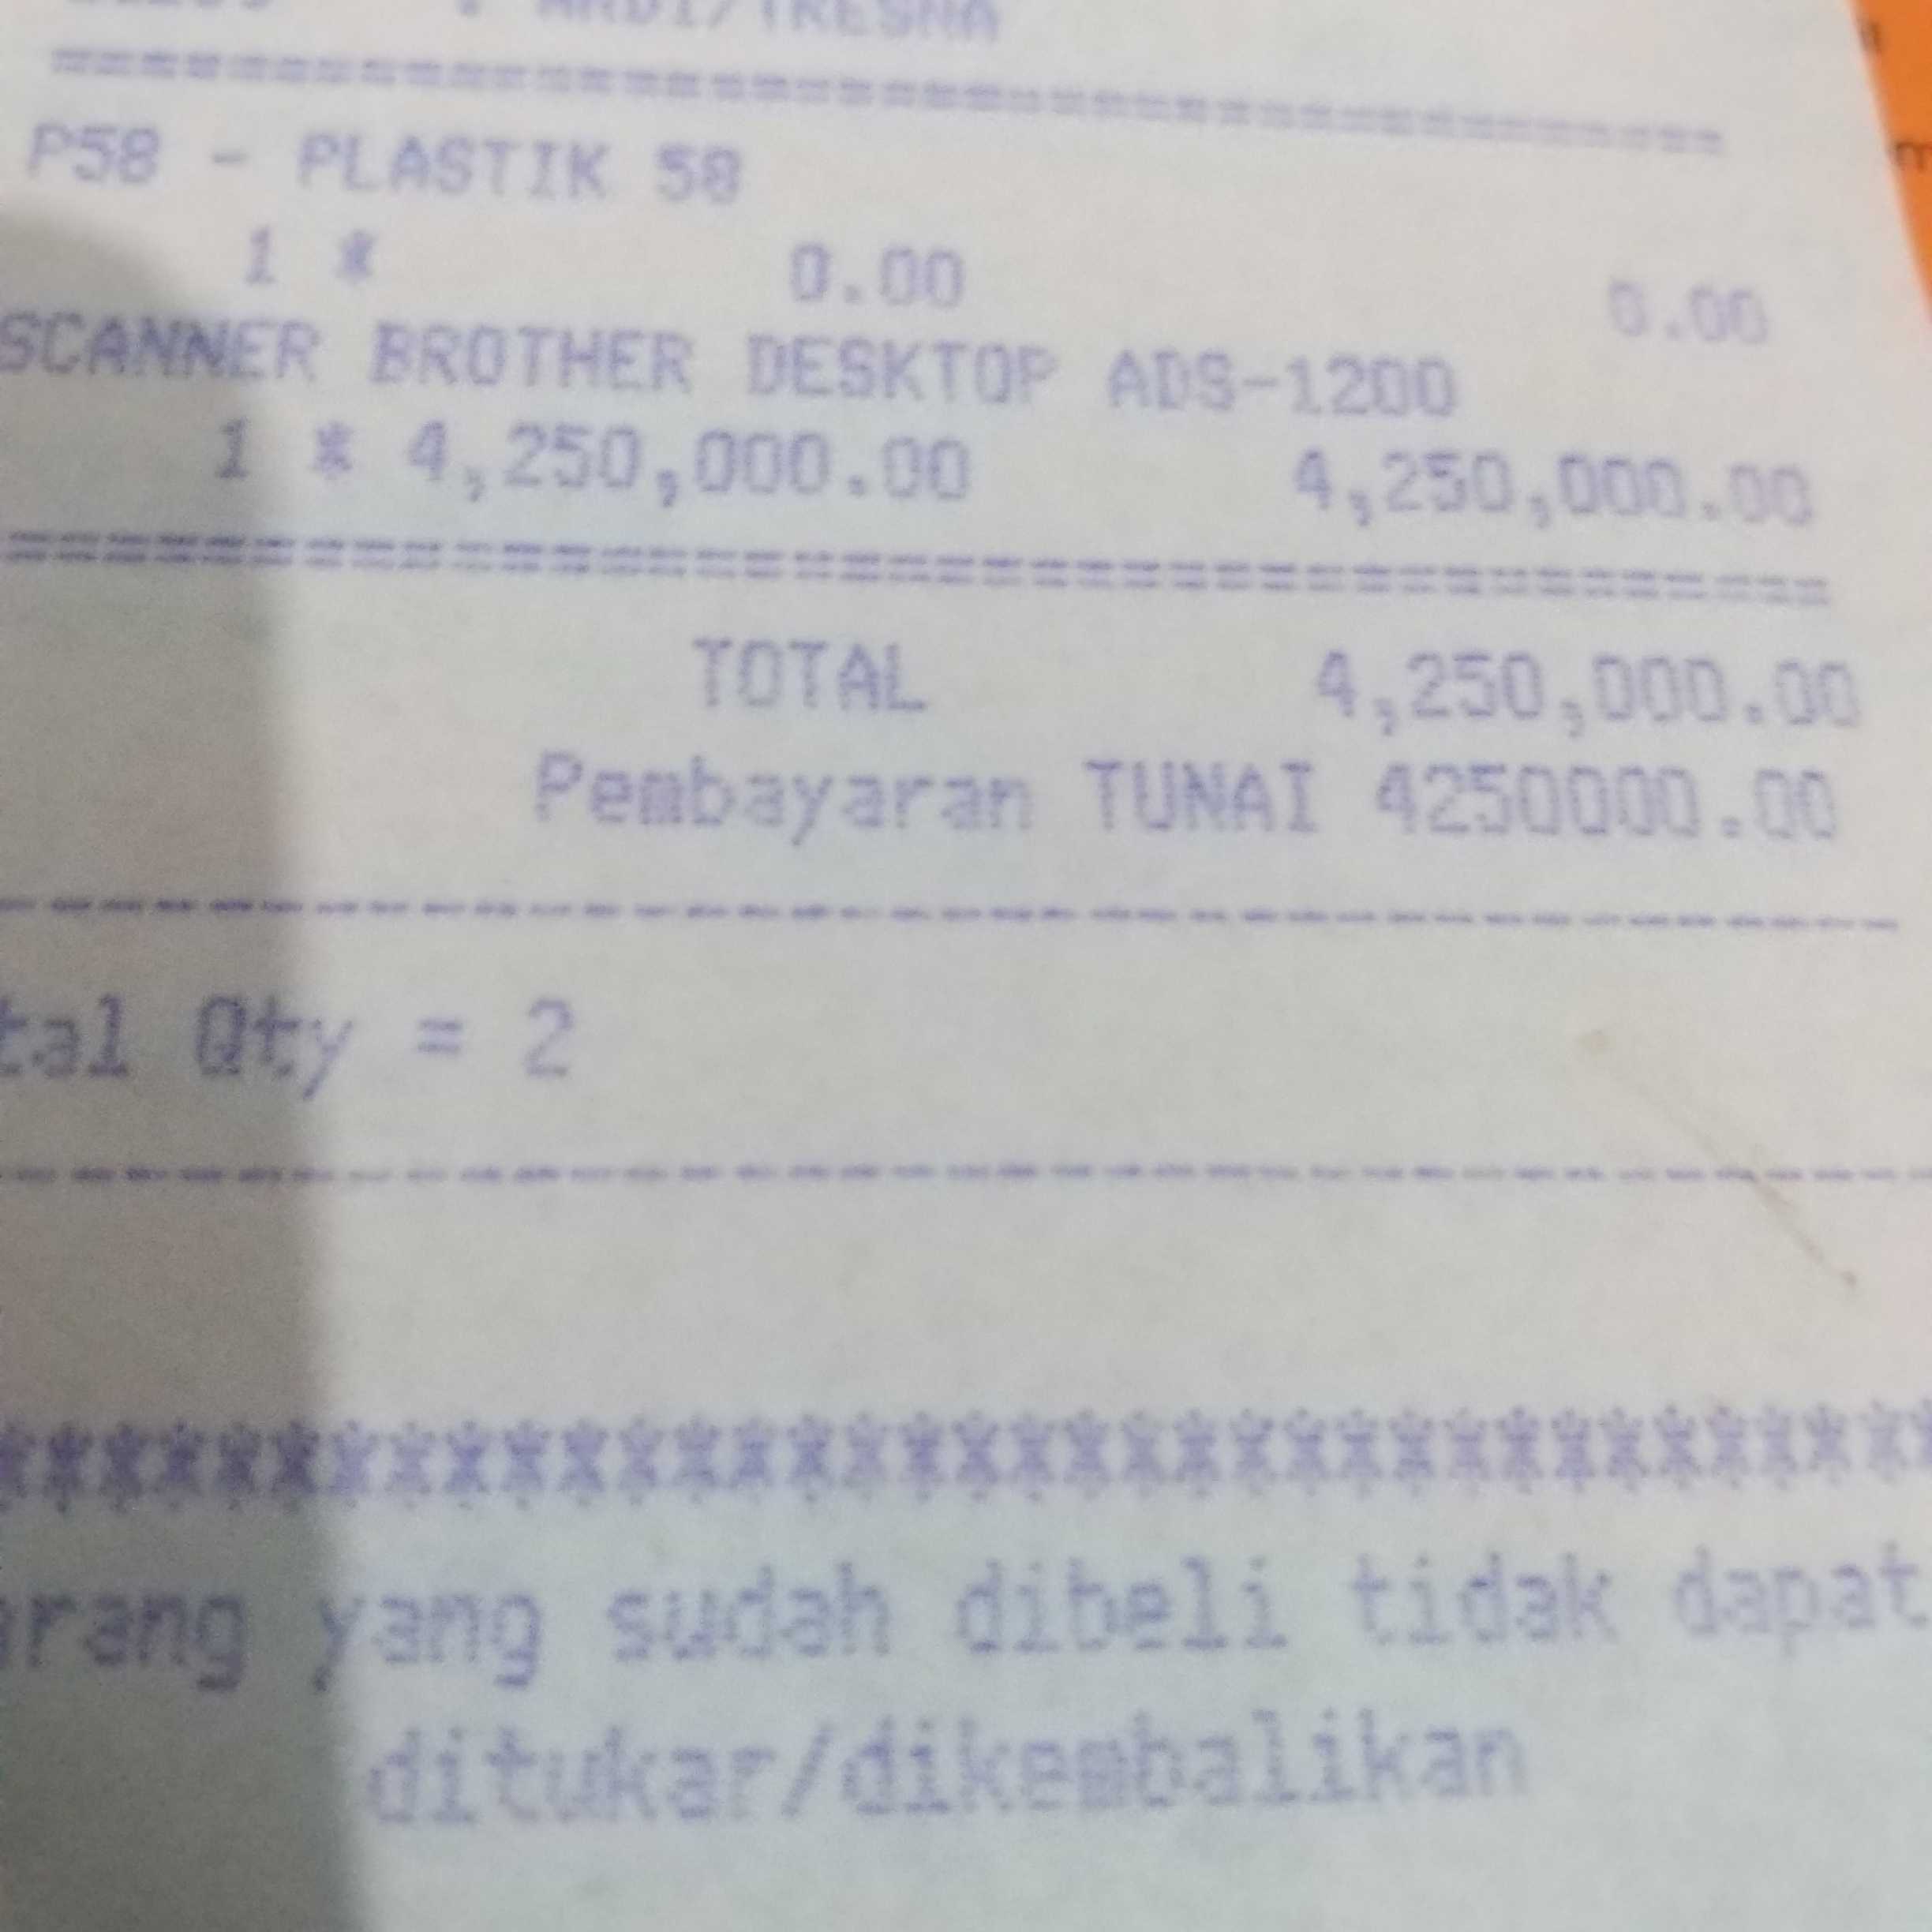 : ARDI/TRESNA
==================================
P58 - PLASTIK 58
1 * 0.00 0.00
SCANNER BROTHER DESKTOP ADS-1200
1 * 4,250,000.00 4,250,000.00
==================================
TOTAL 4,250,000.00
Pembayaran TUNAI 4250000.00
------------------------------------
tal Qty = 2
------------------------------------
***********************************
arang yang sudah dibeli tidak dapat
ditukar/dikembalikan